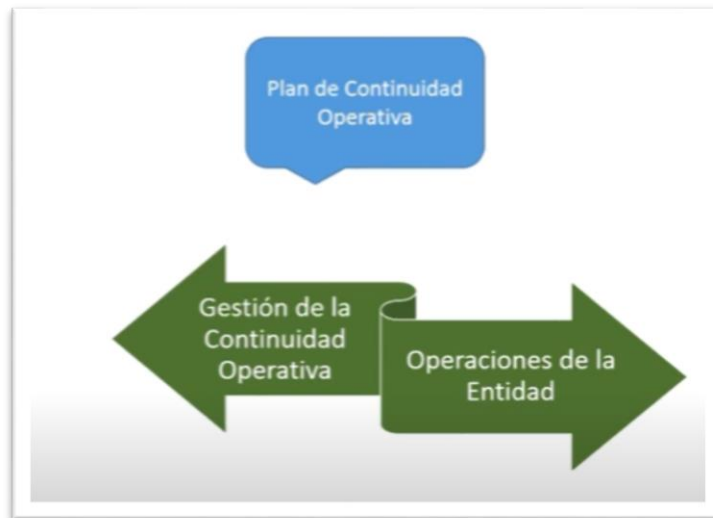 Plan de Continuidad
Operativa
Gestión de la
Continuidad
Operativa
Operaciones de la
Entidad